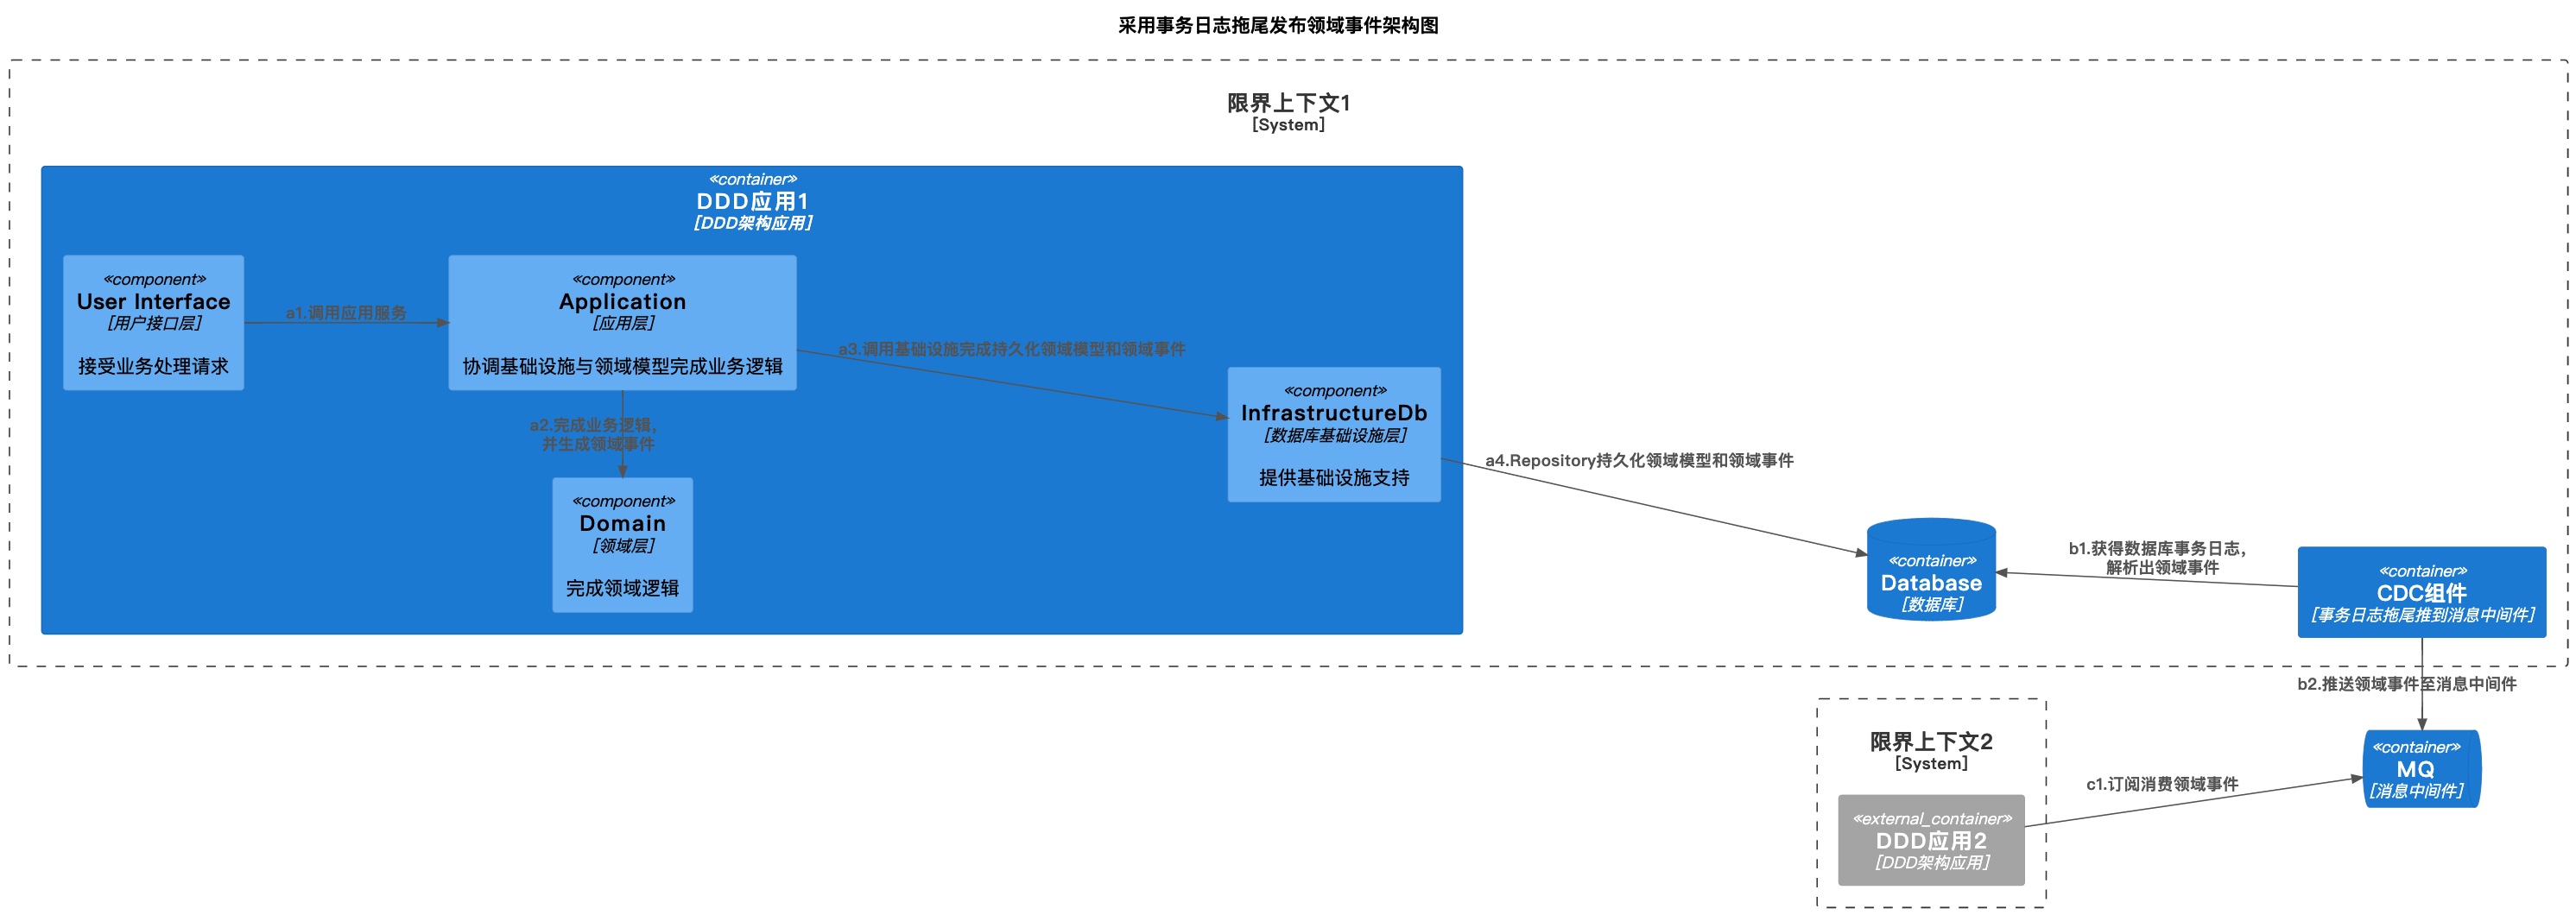 采用事务日志拖尾发布领域事件架构图
限界上下文1
[System]
«container»
DDD应用1
[DDD架构应用]
«component»
User Interface
[用户接口层]
接受业务处理请求
a1.调用应用服务
«component»
Application
[应用层]
协调基础设施与领域模型完成业务逻辑
a3.调用基础设施完成持久化领域模型和领域事件
a2.完成业务逻辑，
并生成领域事件
«component»
Domain
[领域层]
完成领域逻辑
«component»
InfrastructureDb
[数据库基础设施层]
提供基础设施支持
a4.Repository持久化领域模型和领域事件
«container»
Database
[数据库]
b1.获得数据库事务日志，
解析出领域事件
«container»
CDC组件
[事务日志拖尾推到消息中间件]
b2.推送领域事件至消息中间件
«container»
MQ
[消息中间件]
限界上下文2
[System]
c1.订阅消费领域事件
«external_container»
DDD应用2
[DDD架构应用]